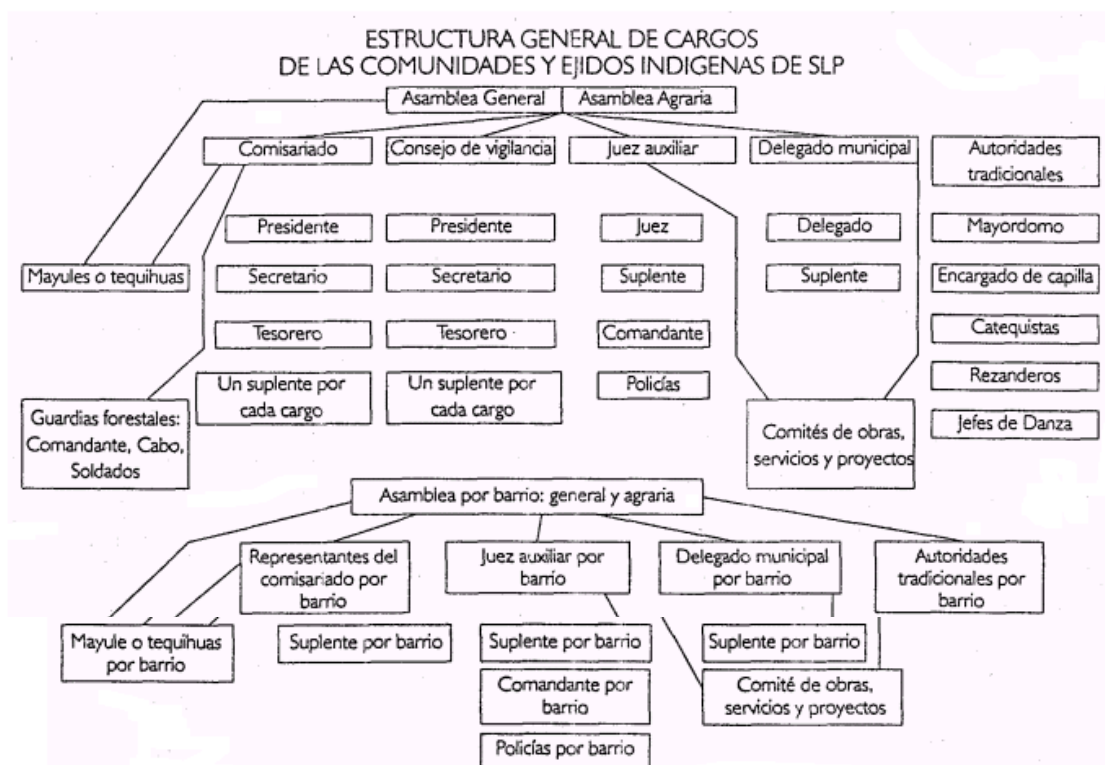 ESTRUCTURA GENERAL DE CARGOS
DE LAS COMUNIDADES Y EJIDOS INDIGENAS DE SLP
Asamblea General
Asamblea Agraria
Comisariado
Consejo de vigilancia
Juez auxiliar
Delegado municipal
Autoridades
tradicionales
Presidente
Presidente
Juez
Delegado
Mayordomo
Mayules o tequihuas
Secretario
Secretario
Suplente
Suplente
Encargado de capilla
Tesorero
Tesorero
Comandante
Catequistas
Un suplente por
cada cargo
Un suplente por
cada cargo
Policías
Rezanderos
Guardias forestales:
Comandante, Cabo,
Soldados
Comités de obras,
servicios y proyectos
Jefes de Danza
Asamblea por barrio: general y agraria
Representantes del
comisariado por
barrio
Juez auxiliar por
barrio
Delegado municipal
por barrio
Autoridades
tradicionales por
barrio
Mayule o tequihuas
por barrio
Suplente por barrio
Suplente por barrio
Suplente por barrio
Comandante por
barrio
Comité de obras,
servicios y proyectos
Policías por barrio